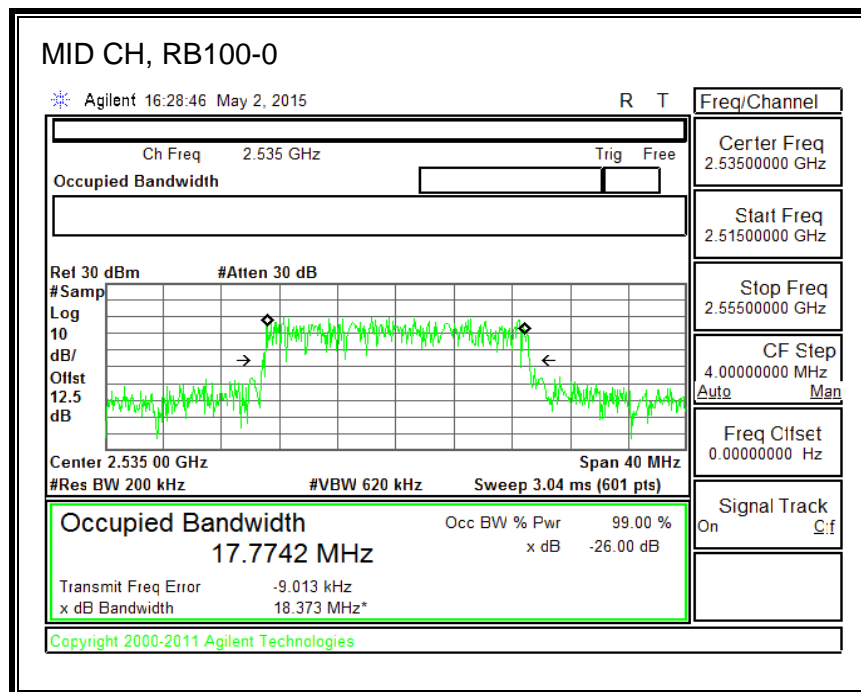 MID CH, RB100-0
Agilent 16:28:46 May 2, 2015 R T
Freq/Channel
Ch Freq 2.535 GHz Trig Free
Occupied Bandwidth
Center Freq
2.53500000 GHz
Start Freq
2.51500000 GHz
Stop Freq
2.55500000 GHz
CF Step
4.00000000 MHz
Auto Man
Freq Offset
0.00000000 Hz
Signal Track
On Off
Ref 30 dBm #Atten 30 dB
#Samp
Log
10
dB/
Offst
12.5
dB
Center 2.535 00 GHz Span 40 MHz
#Res BW 200 kHz #VBW 620 kHz Sweep 3.04 ms (601 pts)
Occupied Bandwidth
17.7742 MHz
Occ BW % Pwr 99.00 %
x dB -26.00 dB
Transmit Freq Error -9.013 kHz
x dB Bandwidth 18.373 MHz*
Copyright 2000-2011 Agilent Technologies